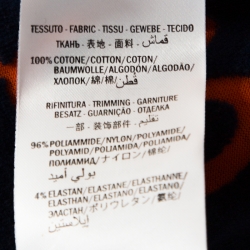 TESSUTO - FABRIC - TISSU - GEWEBE - TECIDO
ТКАНЬ - 表地 - 面料 - قماش
100% COTONE/COTTON/COTON/
BAUMWOLLE/ALGODÓN/ALGODÃO/
ХЛОПОК/綿/棉/ قطن
RIFINITURA - TRIMMING - GARNITURE
BESATZ - GUARNIÇÃO - ОТДЕЛКА
一部 - 装饰部件 - تقليم
96% POLIAMMIDE/NYLON/POLYAMIDE/
POLYAMID/POLIAMIDA/POLIAMIDA/
ПОЛИАМИД/ナイロン/锦纶/
بولي أميد
4% ELASTAN/ELASTANE/ELASTHANNE/
ELASTHAN/ELASTANO/ELASTANO/
ЭЛАСТАН/ポリウレタン/氨纶/
إيلاستين